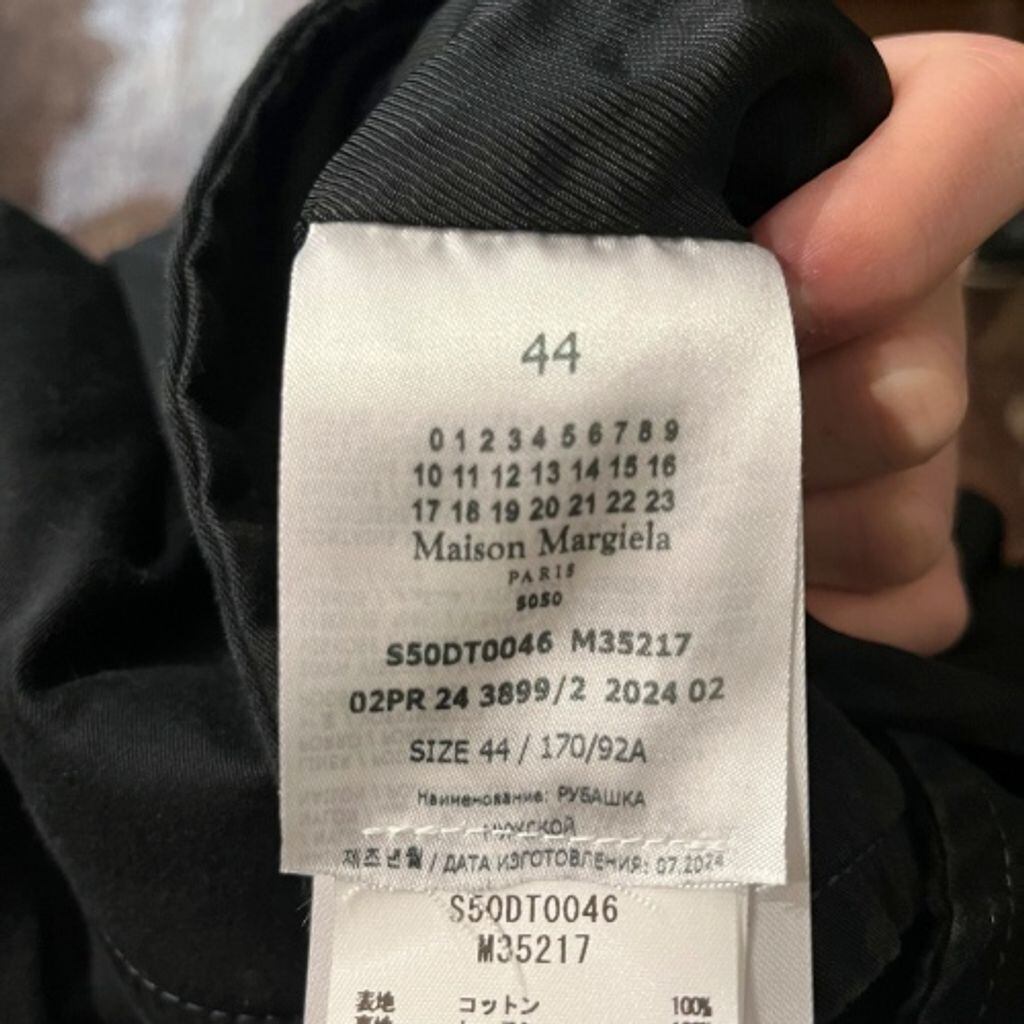 44
0 1 2 3 4 5 6 7 8 9
10 11 12 13 14 15 16
17 18 19 20 21 22 23
Maison Margiela
PARIS
S050
S50DT0046 M35217
02PR 24 3899/2 2024 02
SIZE 44 / 170/92A
Наименование: РУБАШКА
МУЖСКОЙ
제조년월 / ДАТА ИЗГОТОВЛЕНИЯ: 07.2024
S50DT0046
M35217
表地 コットン 100%